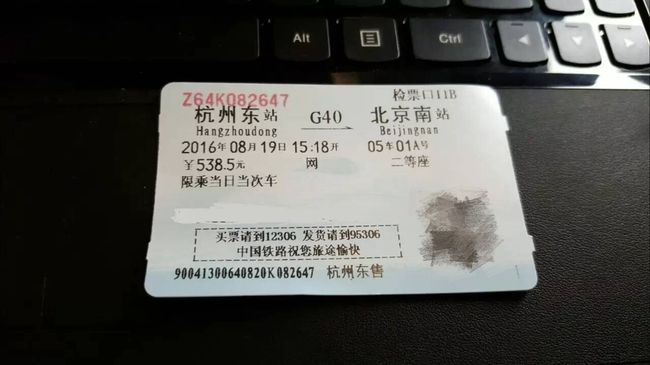 Alt
Ctrl
Z64K082647
检票口11B
杭州东站 G40 北京南站
Hangzhoudong Beijingnan
2016年08月19日15:18开 05车01A号
￥538.5元 网 二等座
限乘当日当次车
买票请到12306 发货请到95306
中国铁路祝您旅途愉快
90041300640820K082647 杭州东售